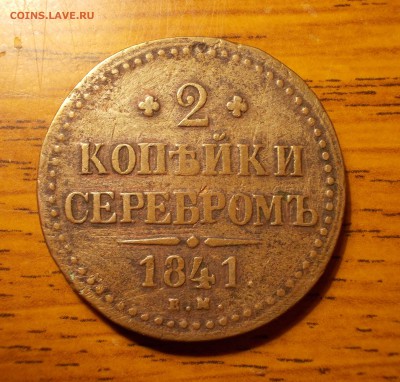 COINS.LAVE.RU
2
КОПѢЙКИ
СЕРЕБРОМЪ
1841.